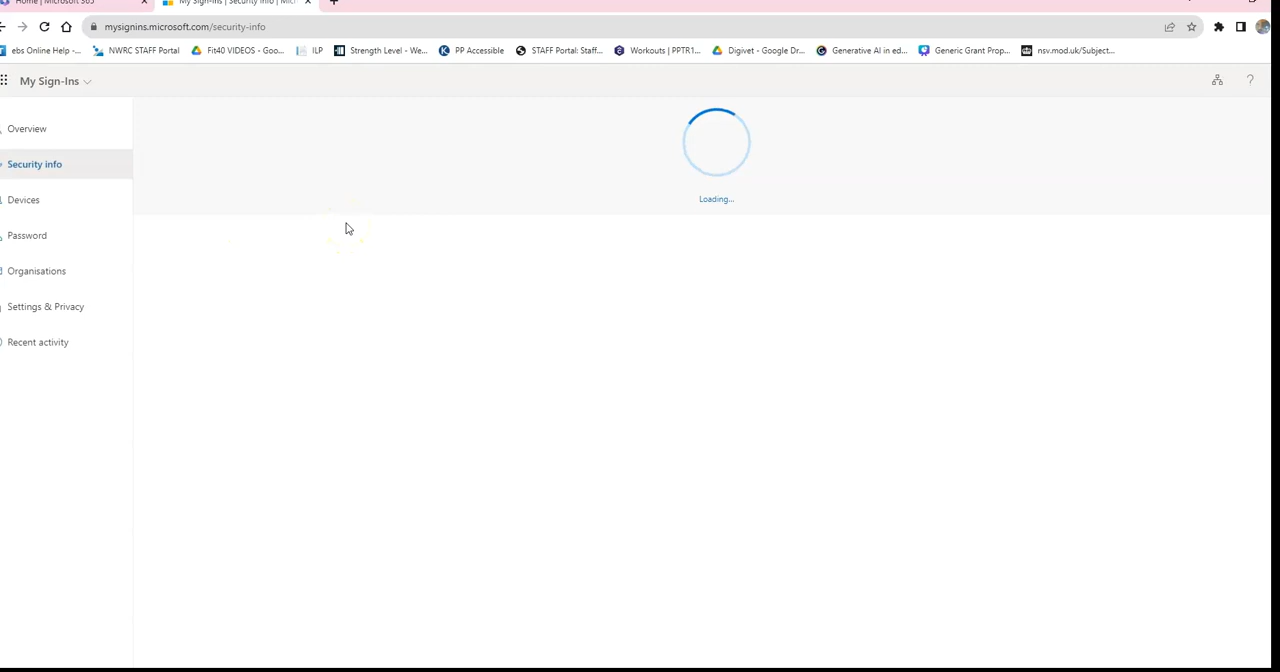 Home | Microsoft 365
My Sign-Ins | Security Info | Micr
mysignins.microsoft.com/security-info
ebs Online Help -... NWRC STAFF Portal Fit40 VIDEOS - Goo... ILP Strength Level - We... PP Accessible STAFF Portal: Staff... Workouts | PPTR1... Digivet - Google Dr... Generative AI in ed... Generic Grant Prop... nsv.mod.uk/Subject...
My Sign-Ins
?
Overview
Security info
Devices
Password
Organisations
Settings & Privacy
Recent activity
Loading...